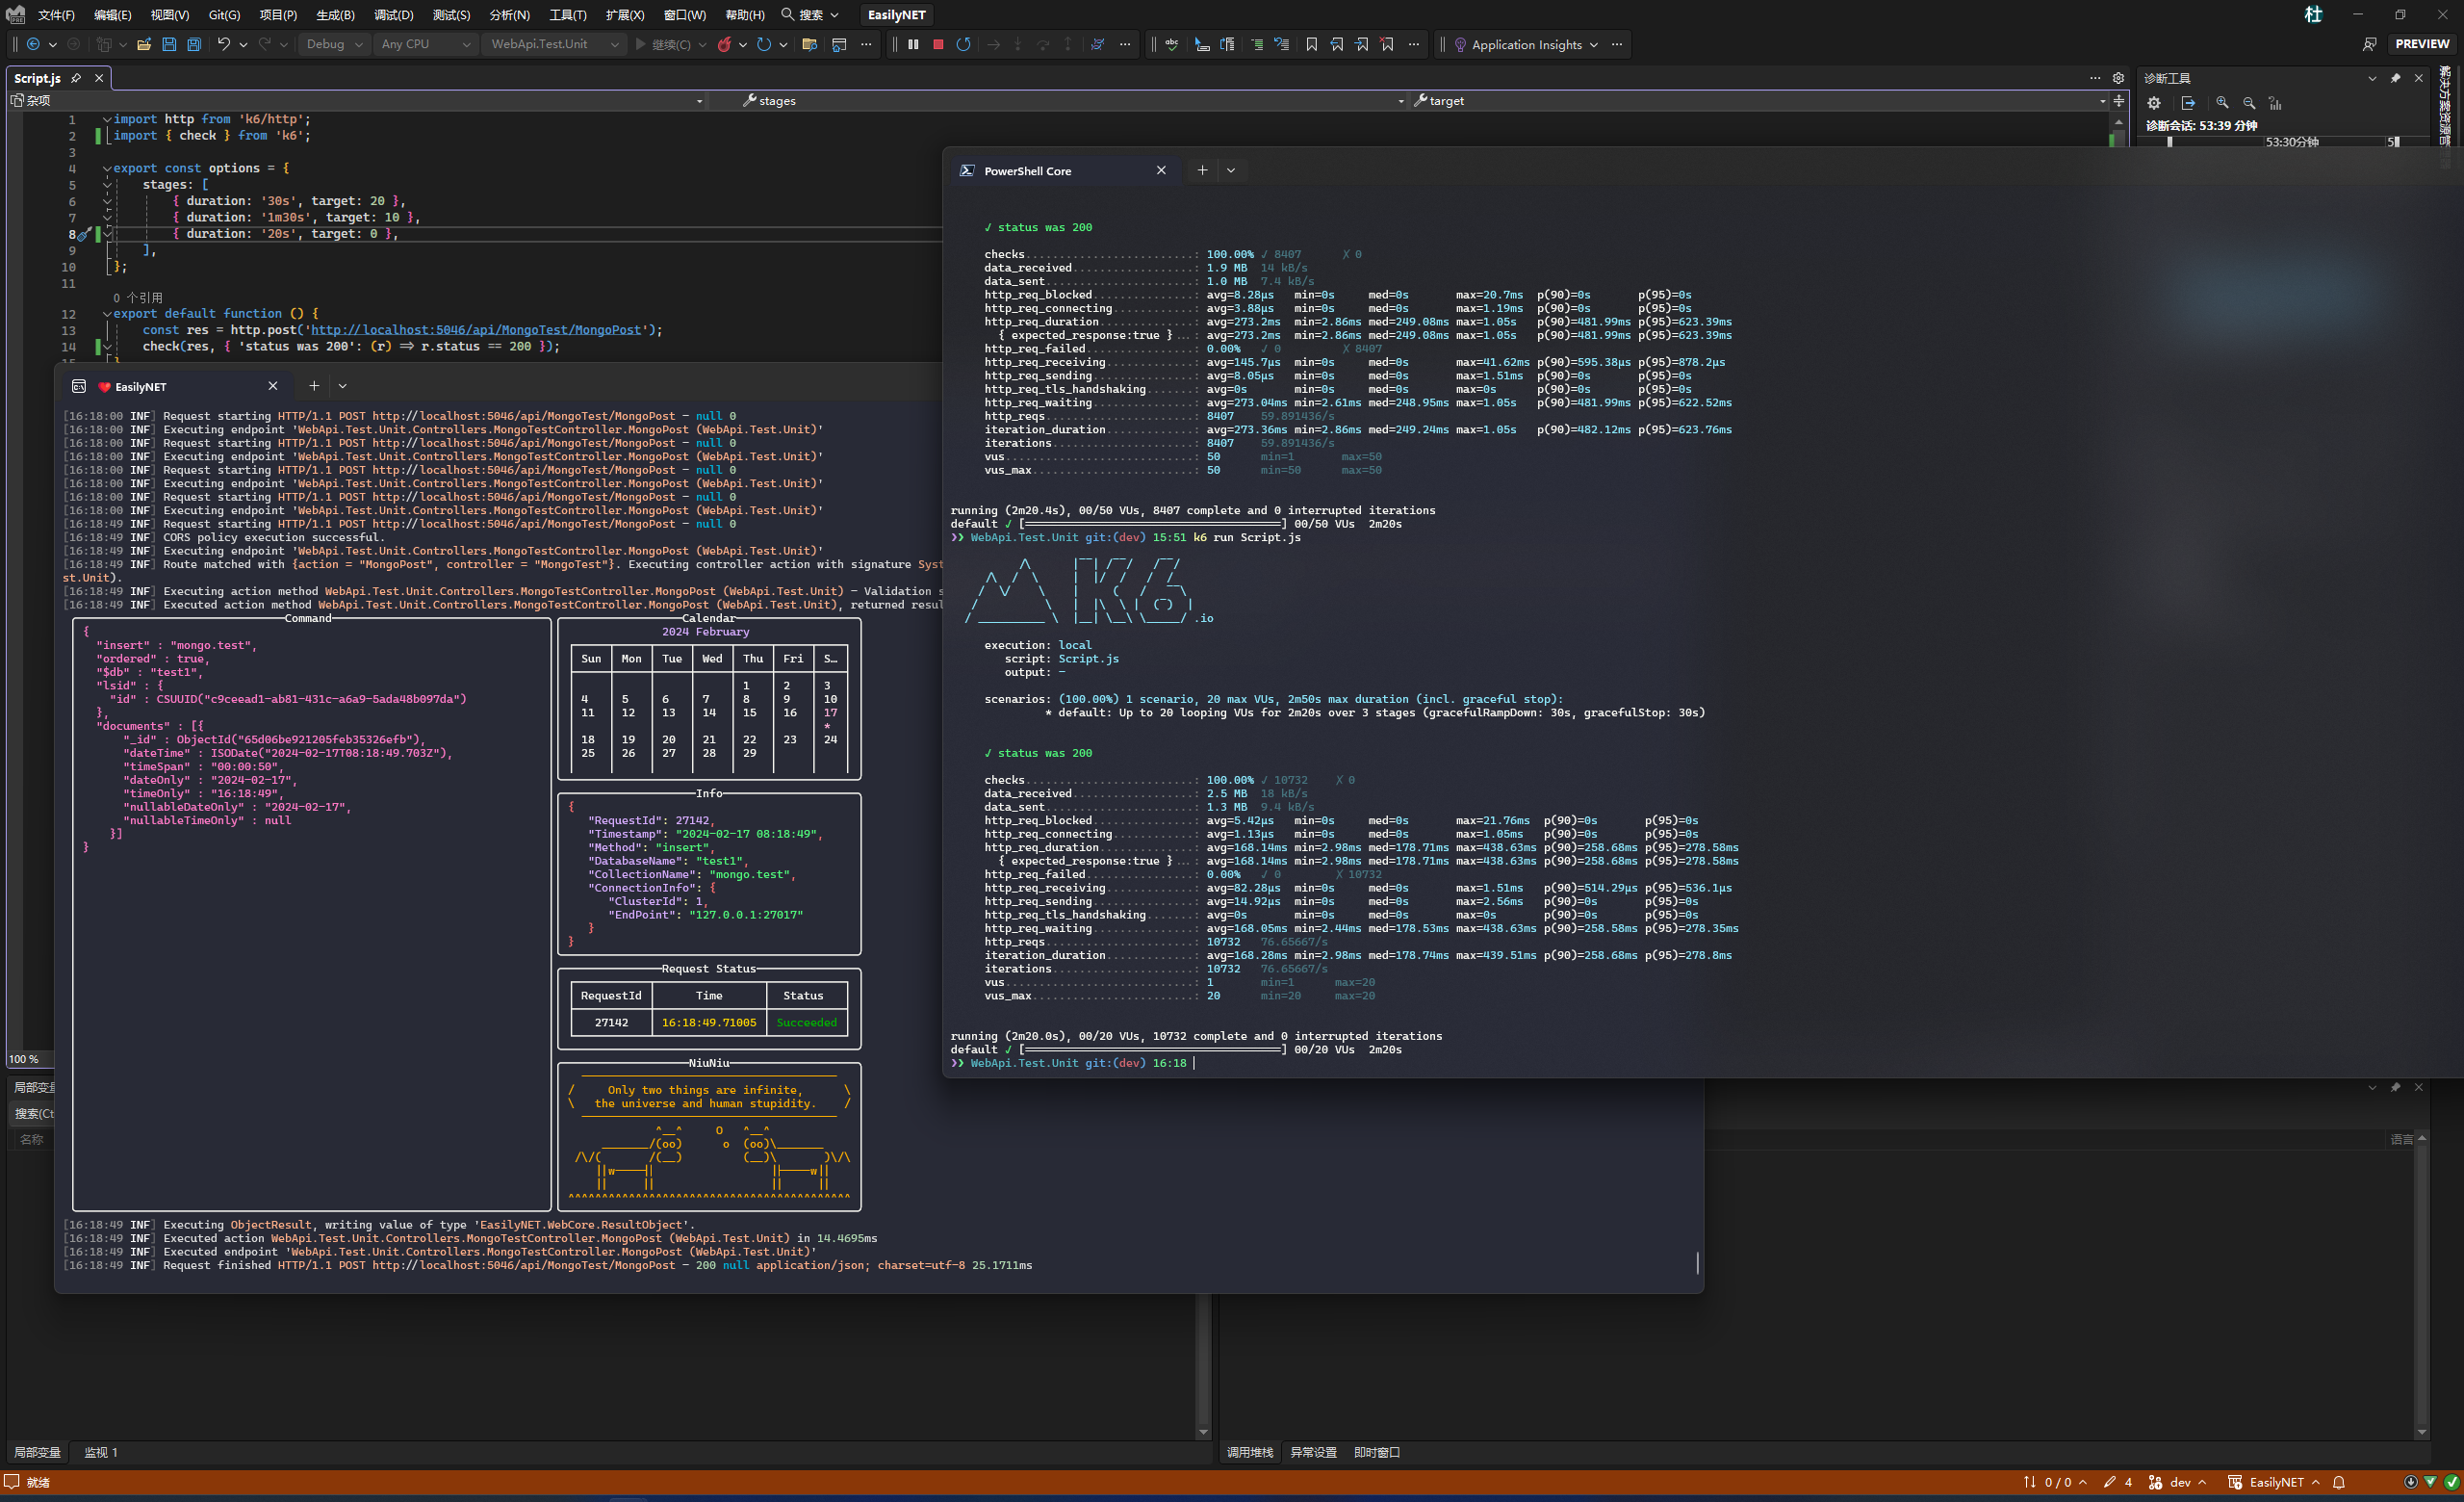 文件(F) 编辑(E) 视图(V) Git(G) 项目(P) 生成(B) 调试(D) 测试(S) 分析(N) 工具(T) 扩展(X) 窗口(W) 帮助(H) 搜索 EasilyNET 杜
Debug Any CPU WebApi.Test.Unit 继续(C) Application Insights PREVIEW
Script.js
杂项 stages target
1 import http from 'k6/http';
2 import { check } from 'k6';
3
4 export const options = {
5 stages: [
6 { duration: '30s', target: 20 },
7 { duration: '1m30s', target: 10 },
8 { duration: '20s', target: 0 },
9 ],
10 };
11
0 个引用
12 export default function () {
13 const res = http.post('http://localhost:5046/api/MongoTest/MongoPost');
14 check(res, { 'status was 200': (r) => r.status == 200 });
诊断工具
诊断会话: 53:39 分钟
53:30分钟
解决方案资源管
EasilyNET
[16:18:00 INF] Request starting HTTP/1.1 POST http://localhost:5046/api/MongoTest/MongoPost - null 0
[16:18:00 INF] Executing endpoint 'WebApi.Test.Unit.Controllers.MongoTestController.MongoPost (WebApi.Test.Unit)'
[16:18:00 INF] Request starting HTTP/1.1 POST http://localhost:5046/api/MongoTest/MongoPost - null 0
[16:18:00 INF] Executing endpoint 'WebApi.Test.Unit.Controllers.MongoTestController.MongoPost (WebApi.Test.Unit)'
[16:18:00 INF] Request starting HTTP/1.1 POST http://localhost:5046/api/MongoTest/MongoPost - null 0
[16:18:00 INF] Executing endpoint 'WebApi.Test.Unit.Controllers.MongoTestController.MongoPost (WebApi.Test.Unit)'
[16:18:00 INF] Request starting HTTP/1.1 POST http://localhost:5046/api/MongoTest/MongoPost - null 0
[16:18:00 INF] Executing endpoint 'WebApi.Test.Unit.Controllers.MongoTestController.MongoPost (WebApi.Test.Unit)'
[16:18:49 INF] Request starting HTTP/1.1 POST http://localhost:5046/api/MongoTest/MongoPost - null 0
[16:18:49 INF] CORS policy execution successful.
[16:18:49 INF] Executing endpoint 'WebApi.Test.Unit.Controllers.MongoTestController.MongoPost (WebApi.Test.Unit)'
[16:18:49 INF] Route matched with {action = "MongoPost", controller = "MongoTest"}. Executing controller action with signature Syst
st.Unit).
[16:18:49 INF] Executing action method WebApi.Test.Unit.Controllers.MongoTestController.MongoPost (WebApi.Test.Unit) - Validation s
[16:18:49 INF] Executed action method WebApi.Test.Unit.Controllers.MongoTestController.MongoPost (WebApi.Test.Unit), returned resul
Command
{
"insert" : "mongo.test",
"ordered" : true,
"$db" : "test1",
"lsid" : {
"id" : CSUUID("c9ceead1-ab81-431c-a6a9-5ada48b097da")
},
"documents" : [{
"_id" : ObjectId("65d06be921205feb35326efb"),
"dateTime" : ISODate("2024-02-17T08:18:49.703Z"),
"timeSpan" : "00:00:50",
"dateOnly" : "2024-02-17",
"timeOnly" : "16:18:49",
"nullableDateOnly" : "2024-02-17",
"nullableTimeOnly" : null
}]
}
Calendar
2024 February
Sun Mon Tue Wed Thu Fri S…
1 2 3
4 5 6 7 8 9 10
11 12 13 14 15 16 17
*
18 19 20 21 22 23 24
25 26 27 28 29
Info
{
"RequestId": 27142,
"Timestamp": "2024-02-17 08:18:49",
"Method": "insert",
"DatabaseName": "test1",
"CollectionName": "mongo.test",
"ConnectionInfo": {
"ClusterId": 1,
"EndPoint": "127.0.0.1:27017"
}
}
Request Status
RequestId Time Status
27142 16:18:49.71005 Succeeded
NiuNiu
Only two things are infinite,
the universe and human stupidity.
[16:18:49 INF] Executing ObjectResult, writing value of type 'EasilyNET.WebCore.ResultObject'.
[16:18:49 INF] Executed action WebApi.Test.Unit.Controllers.MongoTestController.MongoPost (WebApi.Test.Unit) in 14.4695ms
[16:18:49 INF] Executed endpoint 'WebApi.Test.Unit.Controllers.MongoTestController.MongoPost (WebApi.Test.Unit)'
[16:18:49 INF] Request finished HTTP/1.1 POST http://localhost:5046/api/MongoTest/MongoPost - 200 null application/json; charset=utf-8 25.1711ms
PowerShell Core
✓ status was 200
checks.........................: 100.00% ✓ 8407 ✗ 0
data_received..................: 1.9 MB 14 kB/s
data_sent......................: 1.0 MB 7.4 kB/s
http_req_blocked...............: avg=8.28µs min=0s med=0s max=20.7ms p(90)=0s p(95)=0s
http_req_connecting............: avg=3.88µs min=0s med=0s max=1.19ms p(90)=0s p(95)=0s
http_req_duration..............: avg=273.2ms min=2.86ms med=249.08ms max=1.05s p(90)=481.99ms p(95)=623.39ms
{ expected_response:true }...: avg=273.2ms min=2.86ms med=249.08ms max=1.05s p(90)=481.99ms p(95)=623.39ms
http_req_failed................: 0.00% ✓ 0 ✗ 8407
http_req_receiving.............: avg=145.7µs min=0s med=0s max=41.62ms p(90)=595.38µs p(95)=878.2µs
http_req_sending...............: avg=8.05µs min=0s med=0s max=1.51ms p(90)=0s p(95)=0s
http_req_tls_handshaking.......: avg=0s min=0s med=0s max=0s p(90)=0s p(95)=0s
http_req_waiting...............: avg=273.04ms min=2.61ms med=248.95ms max=1.05s p(90)=481.99ms p(95)=622.52ms
http_reqs......................: 8407 59.891436/s
iteration_duration.............: avg=273.36ms min=2.86ms med=249.24ms max=1.05s p(90)=482.12ms p(95)=623.76ms
iterations.....................: 8407 59.891436/s
vus............................: 50 min=1 max=50
vus_max........................: 50 min=50 max=50
running (2m20.4s), 00/50 VUs, 8407 complete and 0 interrupted iterations
default ✓ [======================================] 00/50 VUs 2m20s
❯❯ WebApi.Test.Unit git:(dev) 15:51 k6 run Script.js
K6
.io
execution: local
script: Script.js
output: -
scenarios: (100.00%) 1 scenario, 20 max VUs, 2m50s max duration (incl. graceful stop):
* default: Up to 20 looping VUs for 2m20s over 3 stages (gracefulRampDown: 30s, gracefulStop: 30s)
✓ status was 200
checks.........................: 100.00% ✓ 10732 ✗ 0
data_received..................: 2.5 MB 18 kB/s
data_sent......................: 1.3 MB 9.4 kB/s
http_req_blocked...............: avg=5.42µs min=0s med=0s max=21.76ms p(90)=0s p(95)=0s
http_req_connecting............: avg=1.13µs min=0s med=0s max=1.05ms p(90)=0s p(95)=0s
http_req_duration..............: avg=168.14ms min=2.98ms med=178.71ms max=438.63ms p(90)=258.68ms p(95)=278.58ms
{ expected_response:true }...: avg=168.14ms min=2.98ms med=178.71ms max=438.63ms p(90)=258.68ms p(95)=278.58ms
http_req_failed................: 0.00% ✓ 0 ✗ 10732
http_req_receiving.............: avg=82.28µs min=0s med=0s max=1.51ms p(90)=514.29µs p(95)=536.1µs
http_req_sending...............: avg=14.92µs min=0s med=0s max=2.56ms p(90)=0s p(95)=0s
http_req_tls_handshaking.......: avg=0s min=0s med=0s max=0s p(90)=0s p(95)=0s
http_req_waiting...............: avg=168.05ms min=2.44ms med=178.53ms max=438.63ms p(90)=258.58ms p(95)=278.35ms
http_reqs......................: 10732 76.65667/s
iteration_duration.............: avg=168.28ms min=2.98ms med=178.74ms max=439.51ms p(90)=258.68ms p(95)=278.8ms
iterations.....................: 10732 76.65667/s
vus............................: 1 min=1 max=20
vus_max........................: 20 min=20 max=20
running (2m20.0s), 00/20 VUs, 10732 complete and 0 interrupted iterations
default ✓ [======================================] 00/20 VUs 2m20s
❯❯ WebApi.Test.Unit git:(dev) 16:18
100 %
局部变量
搜索(Ct
名称
语言
局部变量 监视 1
调用堆栈 异常设置 即时窗口
就绪
0 / 0 4 dev EasilyNET